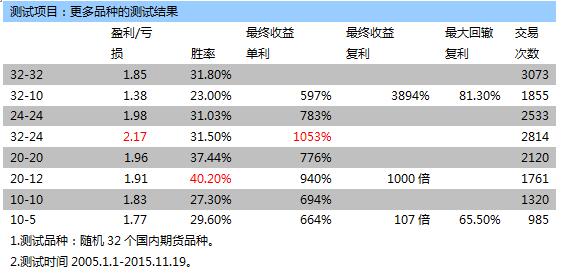 测试项目：更多品种的测试结果
盈利/亏损 胜率 最终收益单利 最终收益复利 最大回辙复利 交易次数
32-32 1.85 31.80% 3073
32-10 1.38 23.00% 597% 3894% 81.30% 1855
24-24 1.98 31.03% 783% 2533
32-24 2.17 31.50% 1053% 2814
20-20 1.96 37.44% 776% 2120
20-12 1.91 40.20% 940% 1000 倍 1761
10-10 1.83 27.30% 694% 1320
10-5 1.77 29.60% 664% 107 倍 65.50% 985
1.测试品种：随机 32 个国内期货品种。
2.测试时间 2005.1.1-2015.11.19。